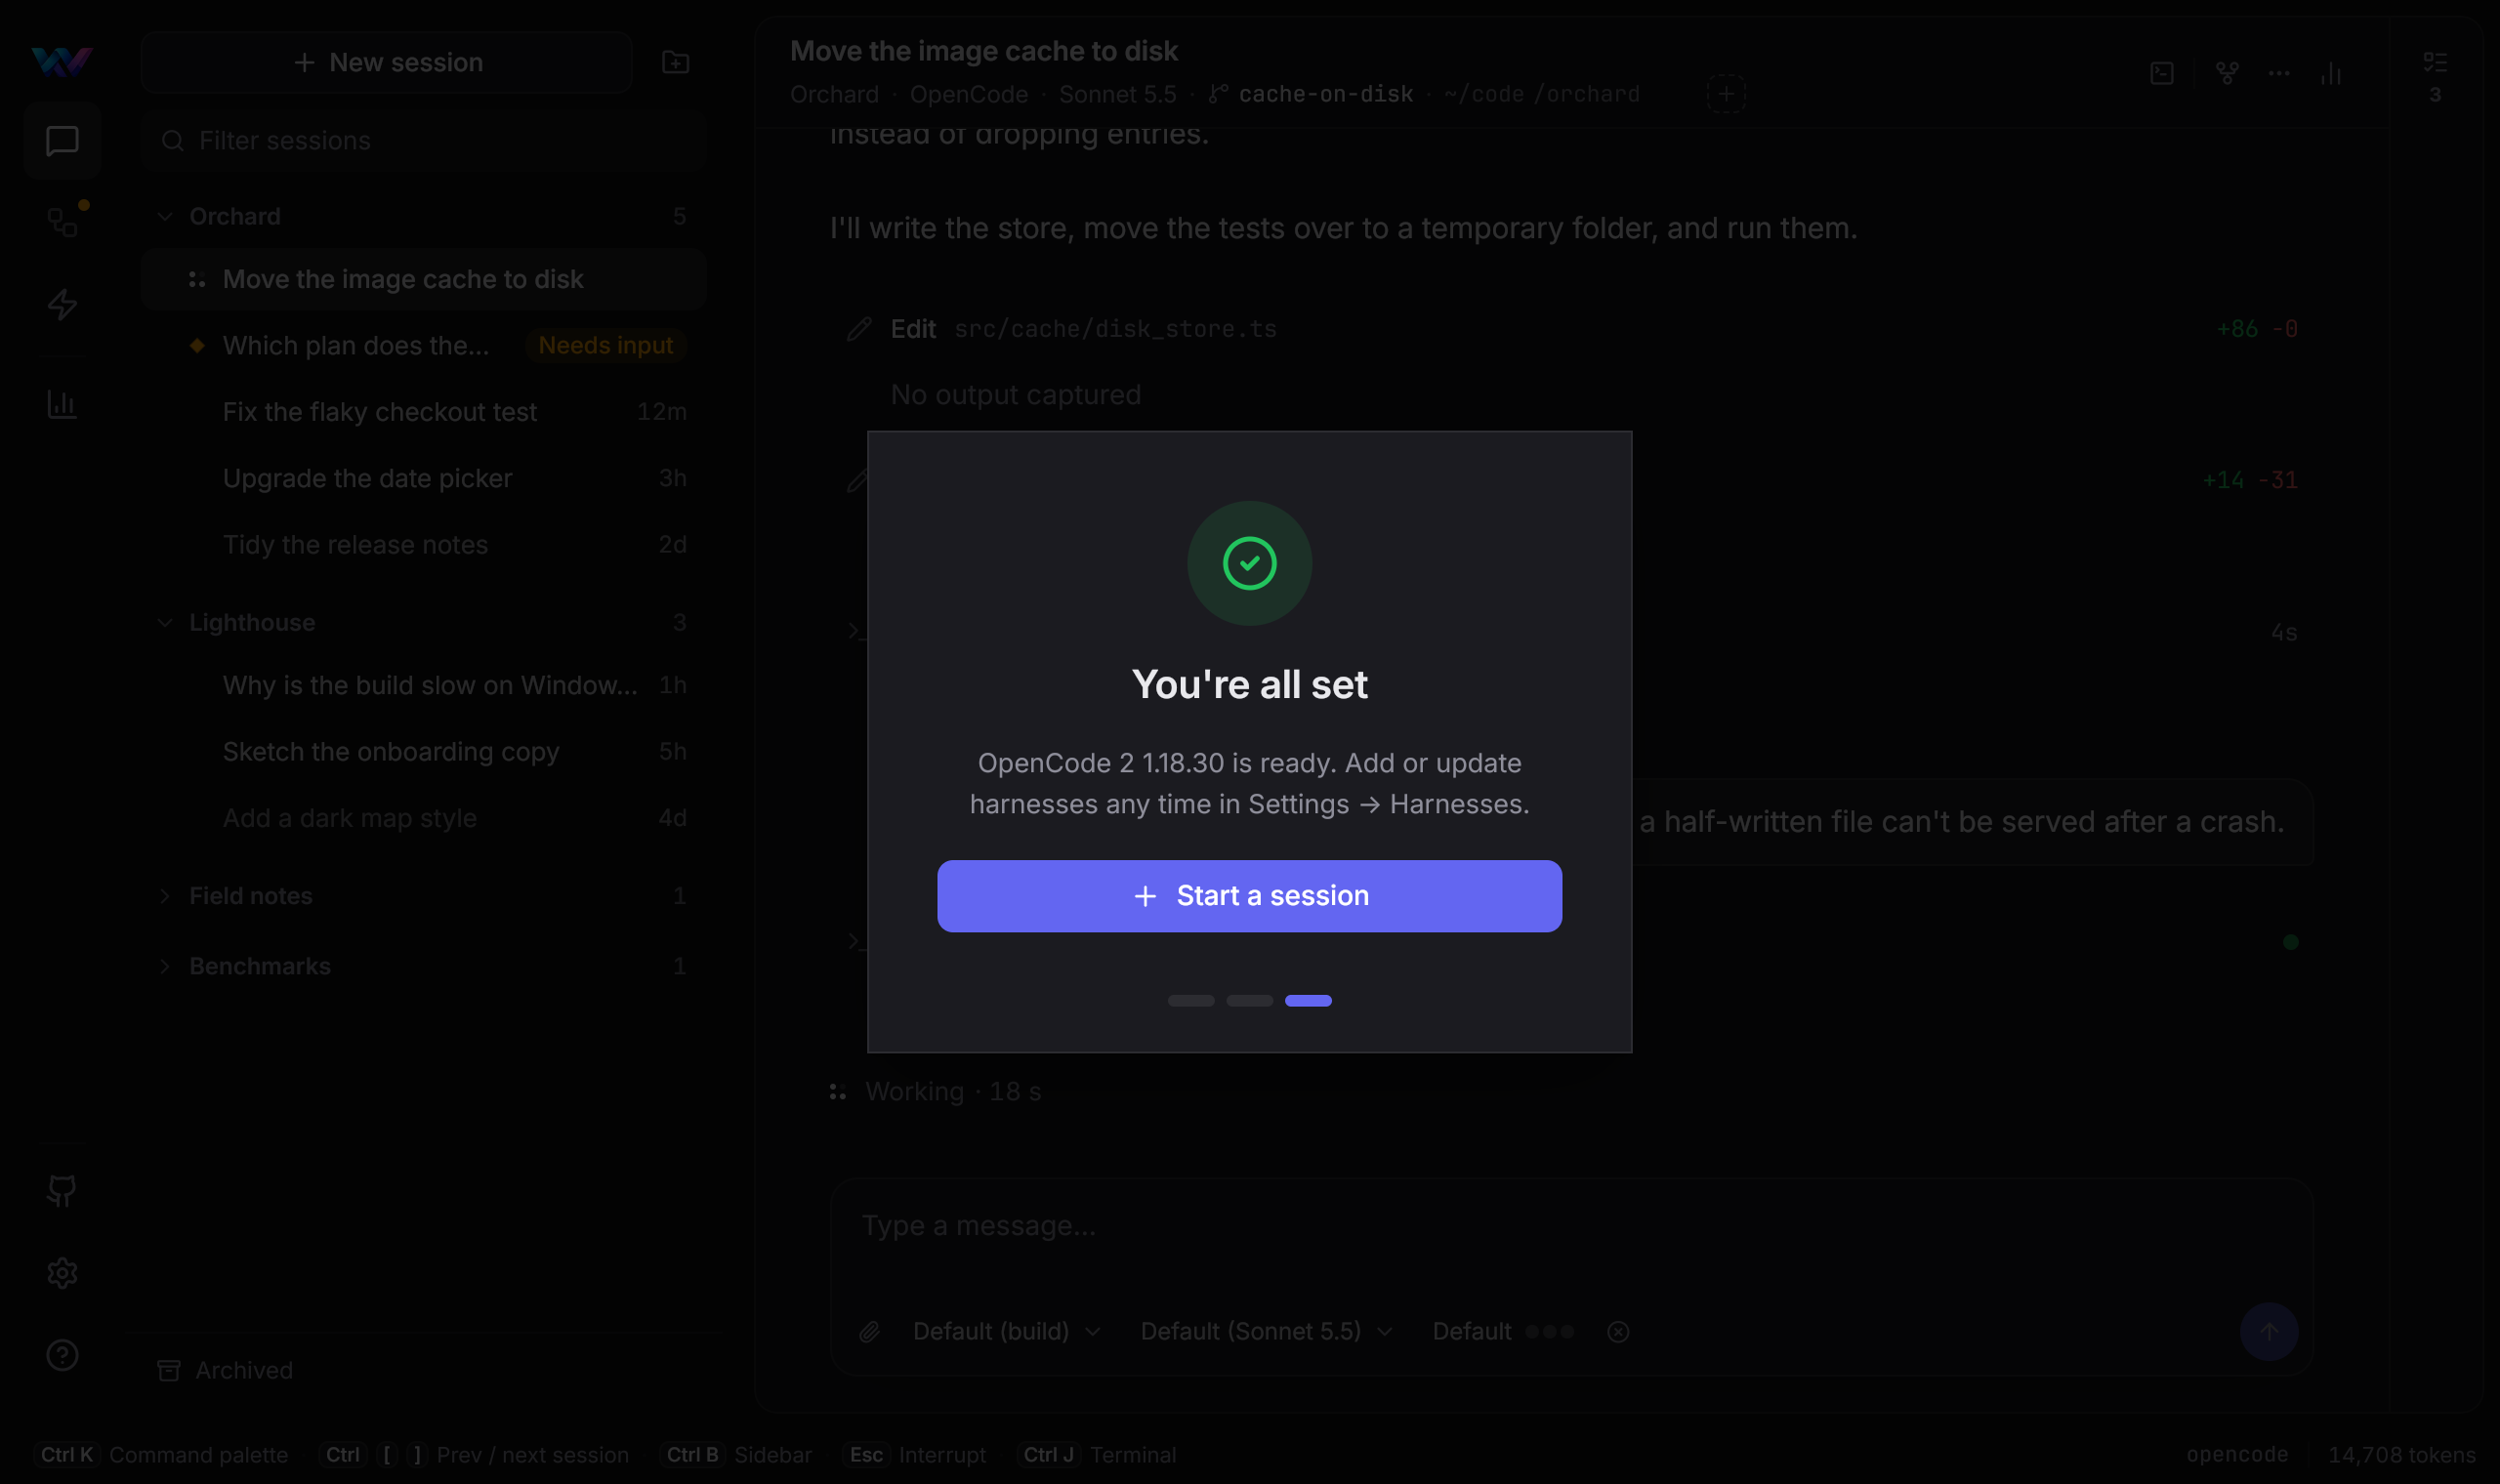 New session
Filter sessions
Orchard 5
Move the image cache to disk
Which plan does the... Needs input
Fix the flaky checkout test 12m
Upgrade the date picker 3h
Tidy the release notes 2d
Lighthouse 3
Why is the build slow on Window... 1h
Sketch the onboarding copy 5h
Add a dark map style 4d
Field notes 1
Benchmarks 1
Archived
Move the image cache to disk
Orchard · OpenCode · Sonnet 5.5 · cache-on-disk · ~/code/orchard
3
instead of dropping entries.
I'll write the store, move the tests over to a temporary folder, and run them.
Edit src/cache/disk_store.ts +86 -0
No output captured
+14 -31
4s
a half-written file can't be served after a crash.
You're all set
OpenCode 2 1.18.30 is ready. Add or update
harnesses any time in Settings → Harnesses.
Start a session
Working · 18 s
Type a message...
Default (build) Default (Sonnet 5.5) Default
Ctrl K Command palette Ctrl [ ] Prev / next session Ctrl B Sidebar Esc Interrupt Ctrl J Terminal
opencode 14,708 tokens